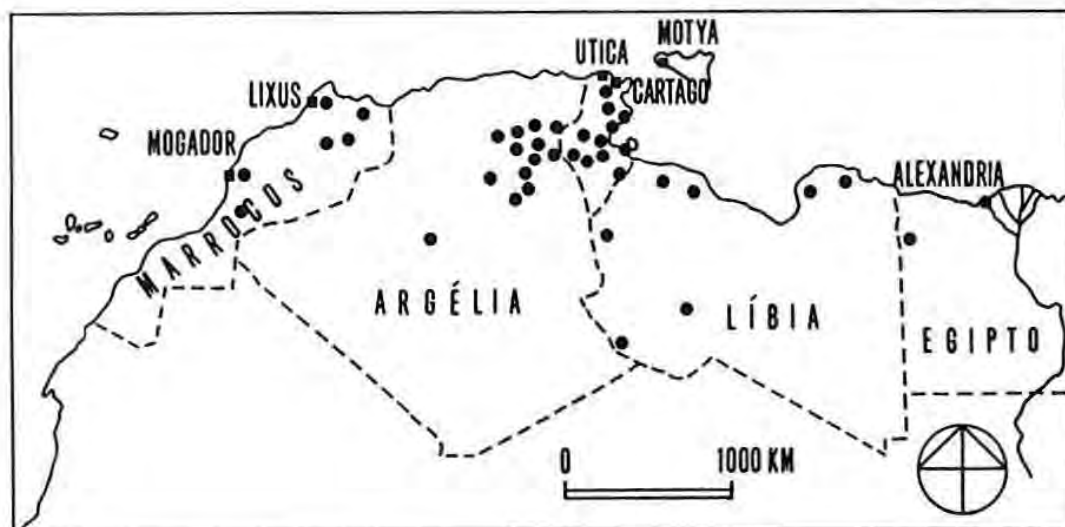 MOTYA
UTICA
CARTAGO
LIXUS
MOGADOR
ALEXANDRIA
MARROCOS
ARGÉLIA
LÍBIA
EGIPTO
0 1000 KM